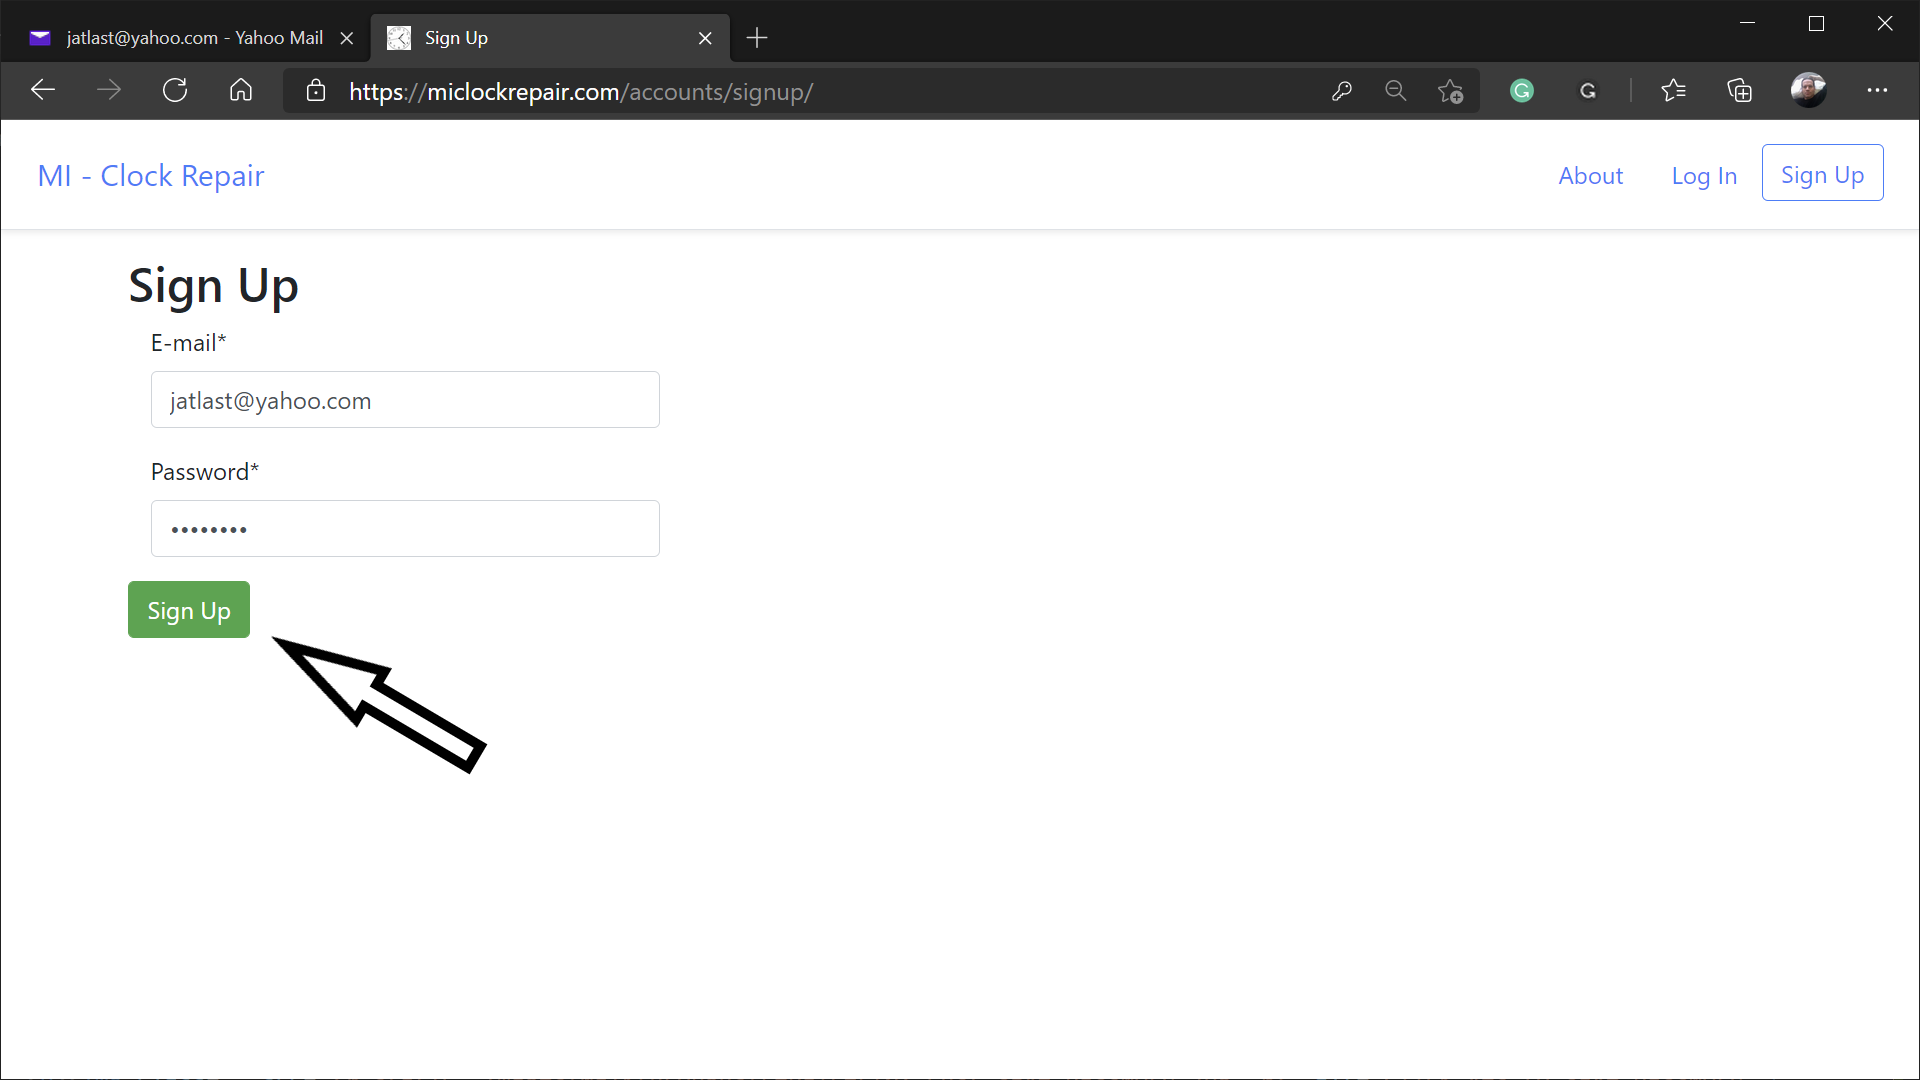 jatlast@yahoo.com - Yahoo Mail
Sign Up
https://miclockrepair.com/accounts/signup/
MI - Clock Repair
About
Log In
Sign Up
Sign Up
E-mail*
jatlast@yahoo.com
Password*
••••••••
Sign Up